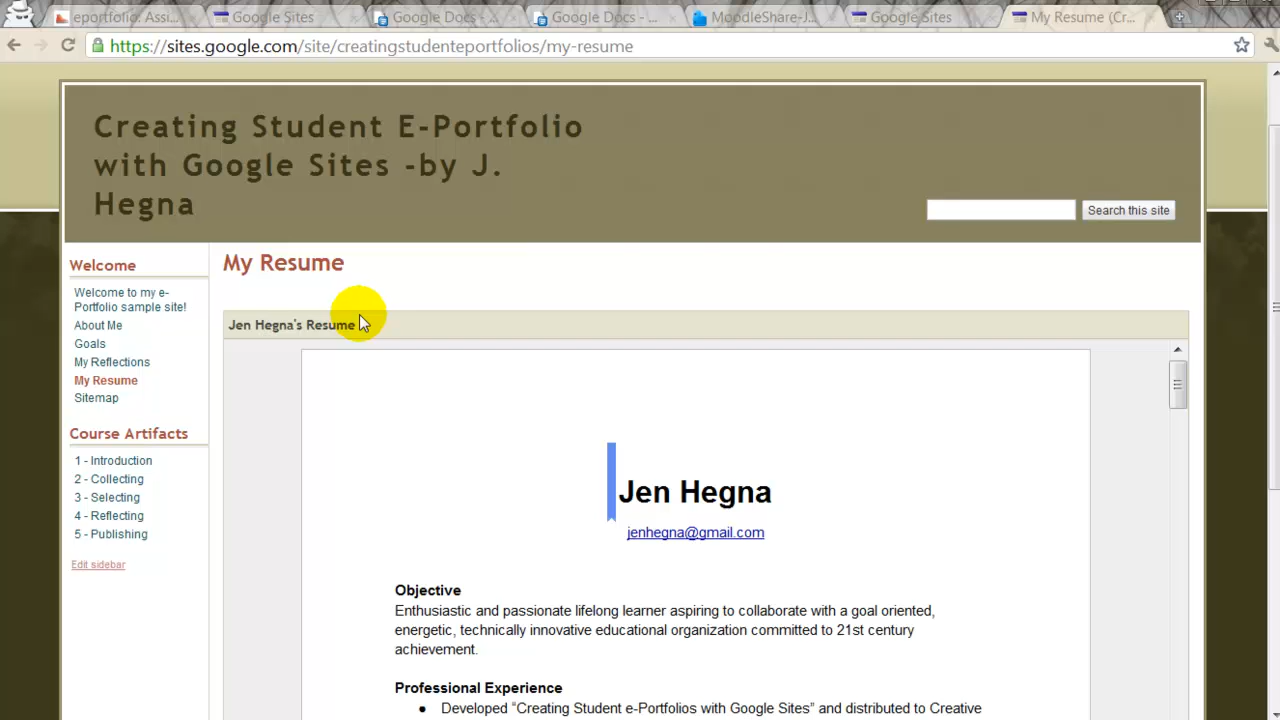 eportfolio: Assi...
Google Sites
Google Docs -
Google Docs - ...
MoodleShare-J...
Google Sites
My Resume (Cr...
https://sites.google.com/site/creatingstudenteportfolios/my-resume
Creating Student E-Portfolio
with Google Sites -by J.
Hegna
Search this site
Welcome
Welcome to my e-
Portfolio sample site!
About Me
Goals
My Reflections
My Resume
Sitemap
Course Artifacts
1 - Introduction
2 - Collecting
3 - Selecting
4 - Reflecting
5 - Publishing
Edit sidebar
My Resume
Jen Hegna's Resume
Jen Hegna
jenhegna@gmail.com
Objective
Enthusiastic and passionate lifelong learner aspiring to collaborate with a goal oriented,
energetic, technically innovative educational organization committed to 21st century
achievement.
Professional Experience
● Developed “Creating Student e-Portfolios with Google Sites” and distributed to Creative